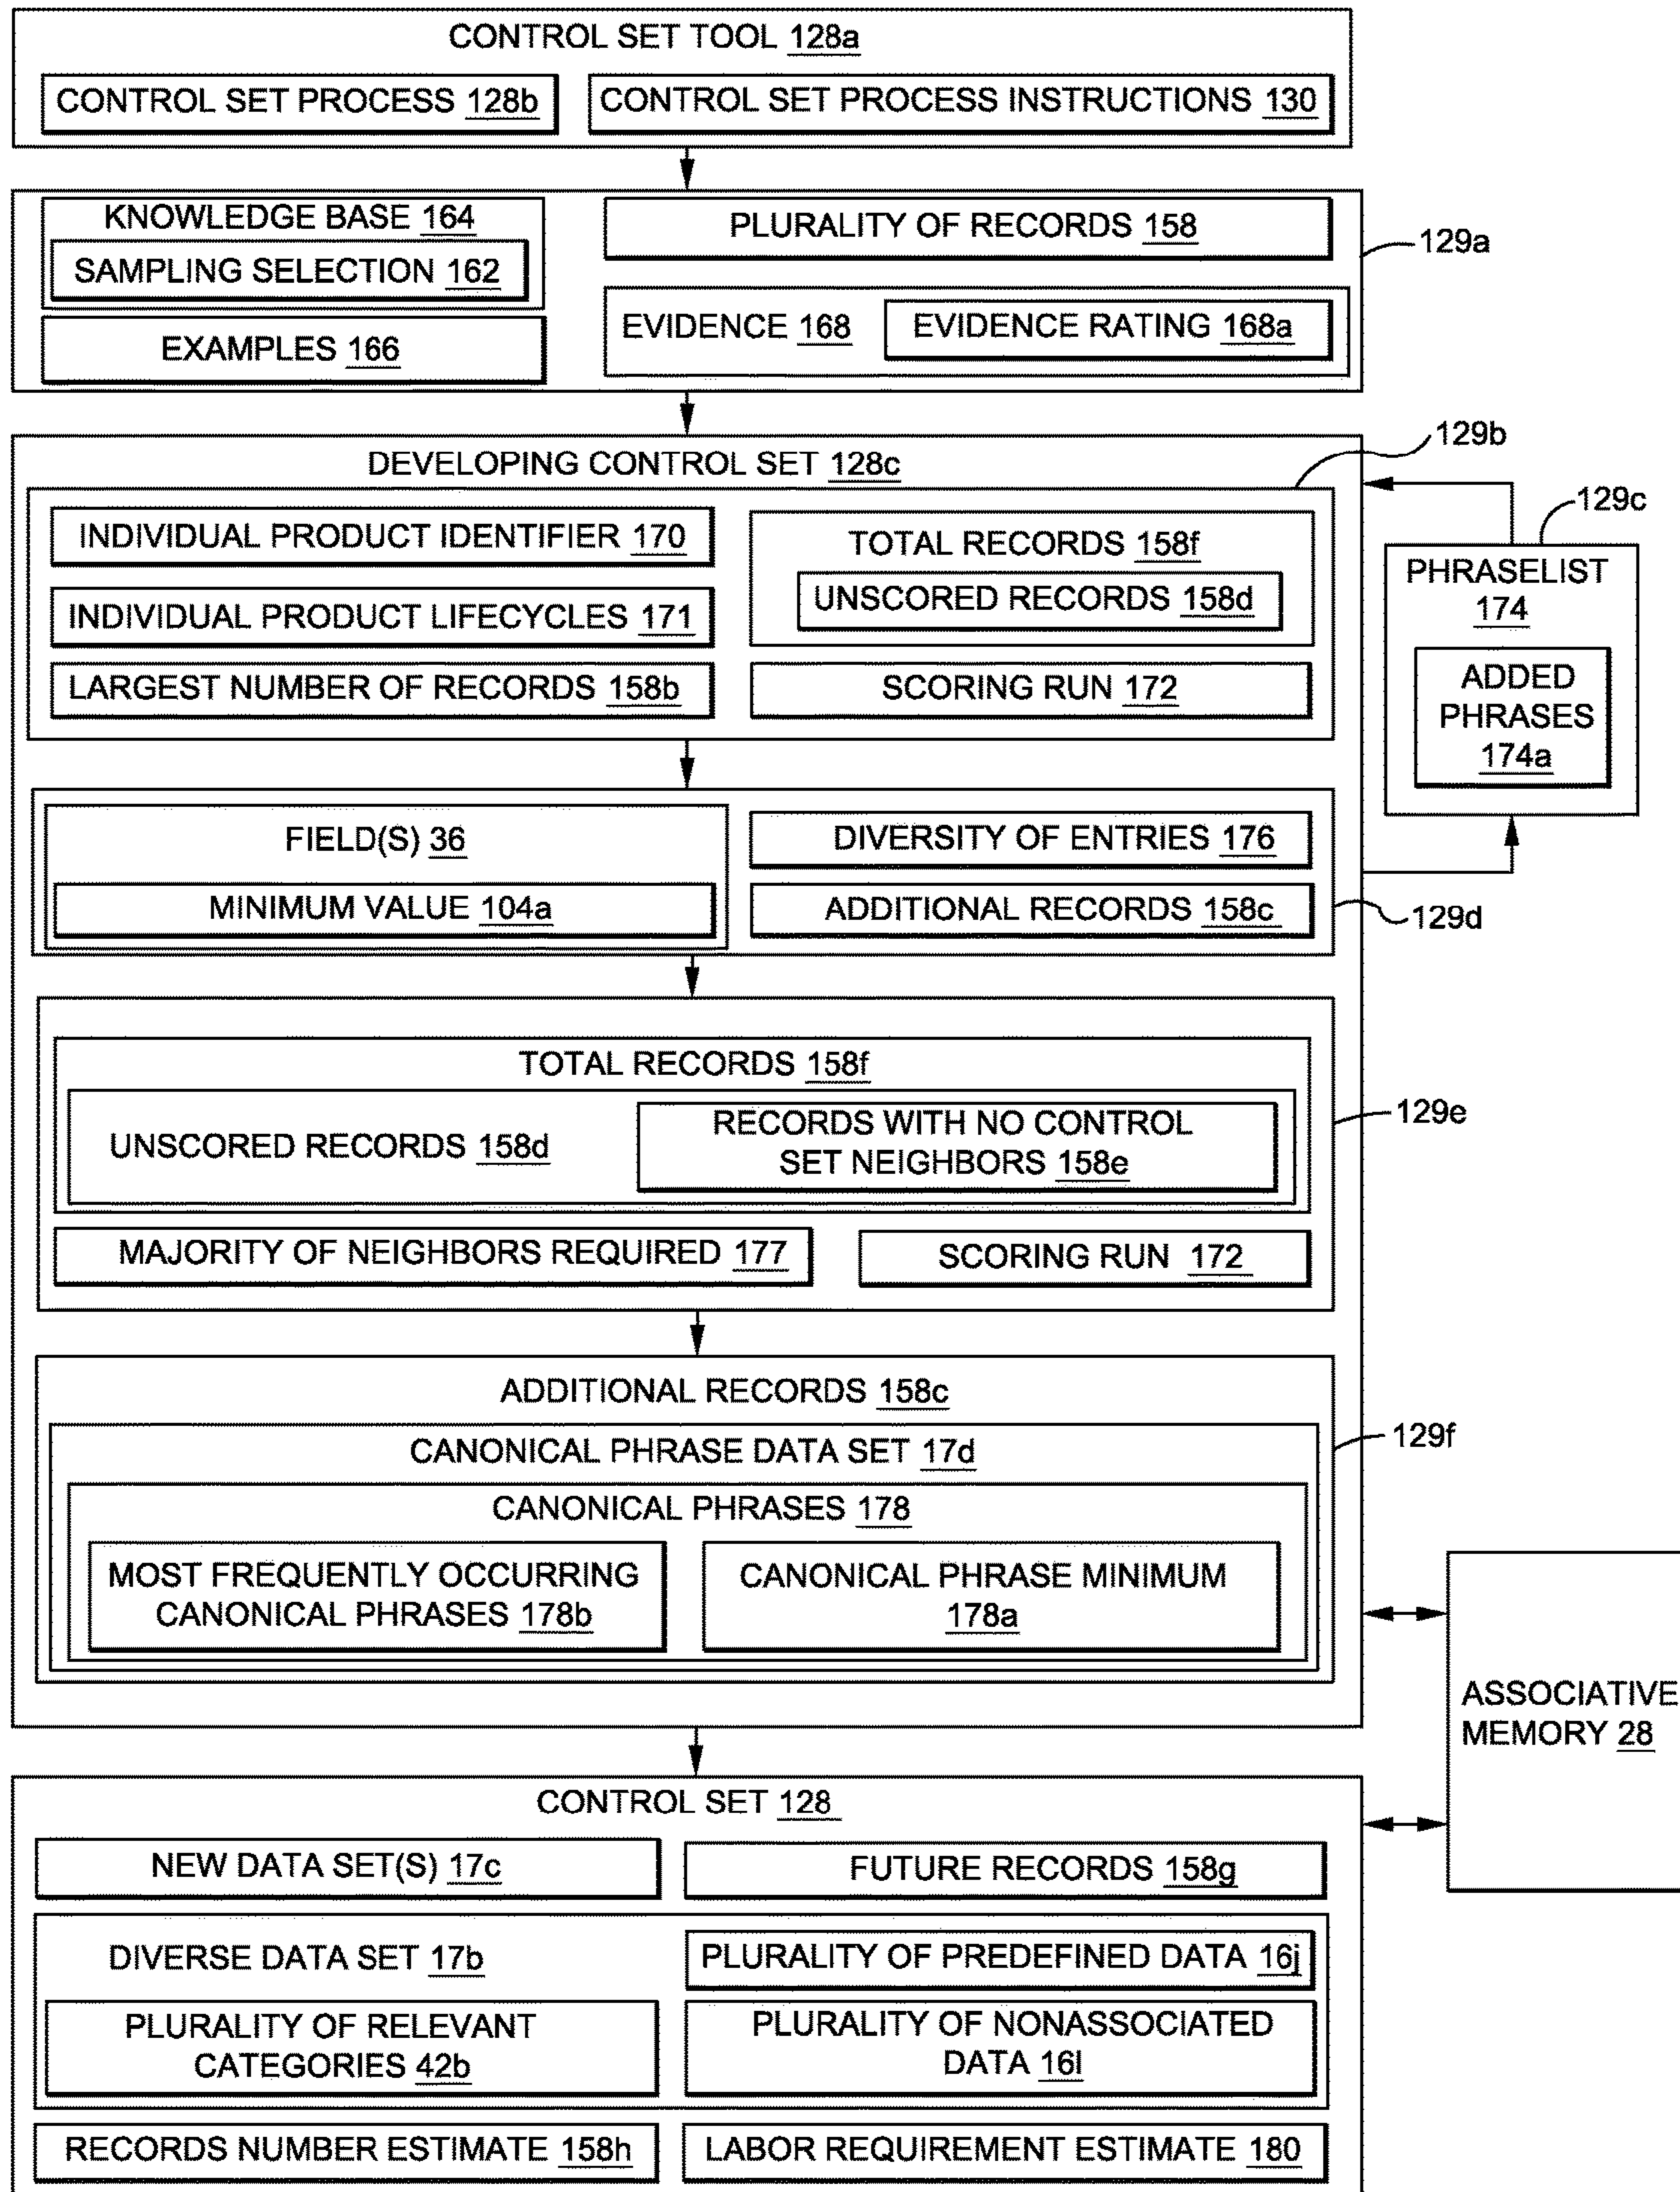 CONTROL SET TOOL 128a
CONTROL SET PROCESS 128b
CONTROL SET PROCESS INSTRUCTIONS 130
KNOWLEDGE BASE 164
SAMPLING SELECTION 162
EXAMPLES 166
PLURALITY OF RECORDS 158
EVIDENCE 168
EVIDENCE RATING 168a
129a
DEVELOPING CONTROL SET 128c
129b
INDIVIDUAL PRODUCT IDENTIFIER 170
INDIVIDUAL PRODUCT LIFECYCLES 171
LARGEST NUMBER OF RECORDS 158b
TOTAL RECORDS 158f
UNSCORED RECORDS 158d
SCORING RUN 172
129c
PHRASELIST
174
ADDED
PHRASES
174a
FIELD(S) 36
MINIMUM VALUE 104a
DIVERSITY OF ENTRIES 176
ADDITIONAL RECORDS 158c
129d
TOTAL RECORDS 158f
UNSCORED RECORDS 158d
RECORDS WITH NO CONTROL
SET NEIGHBORS 158e
129e
MAJORITY OF NEIGHBORS REQUIRED 177
SCORING RUN 172
ADDITIONAL RECORDS 158c
CANONICAL PHRASE DATA SET 17d
129f
CANONICAL PHRASES 178
MOST FREQUENTLY OCCURRING
CANONICAL PHRASES 178b
CANONICAL PHRASE MINIMUM
178a
ASSOCIATIVE
MEMORY 28
CONTROL SET 128
NEW DATA SET(S) 17c
FUTURE RECORDS 158g
DIVERSE DATA SET 17b
PLURALITY OF PREDEFINED DATA 16j
PLURALITY OF RELEVANT
CATEGORIES 42b
PLURALITY OF NONASSOCIATED
DATA 16l
RECORDS NUMBER ESTIMATE 158h
LABOR REQUIREMENT ESTIMATE 180